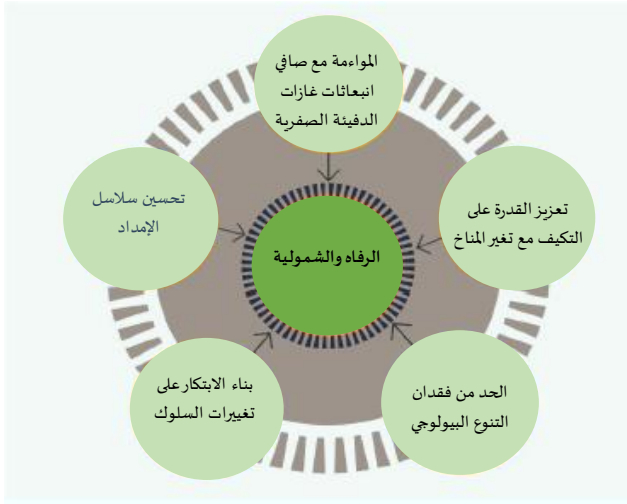 المواءمة مع صافي
انبعاثات غازات
الدفيئة الصفرية
تعزيز القدرة على
التكيف مع تغير المناخ
الحد من فقدان
التنوع البيولوجي
بناء الابتكار على
تغييرات السلوك
تحسين سلاسل
الإمداد
الرفاه والشمولية